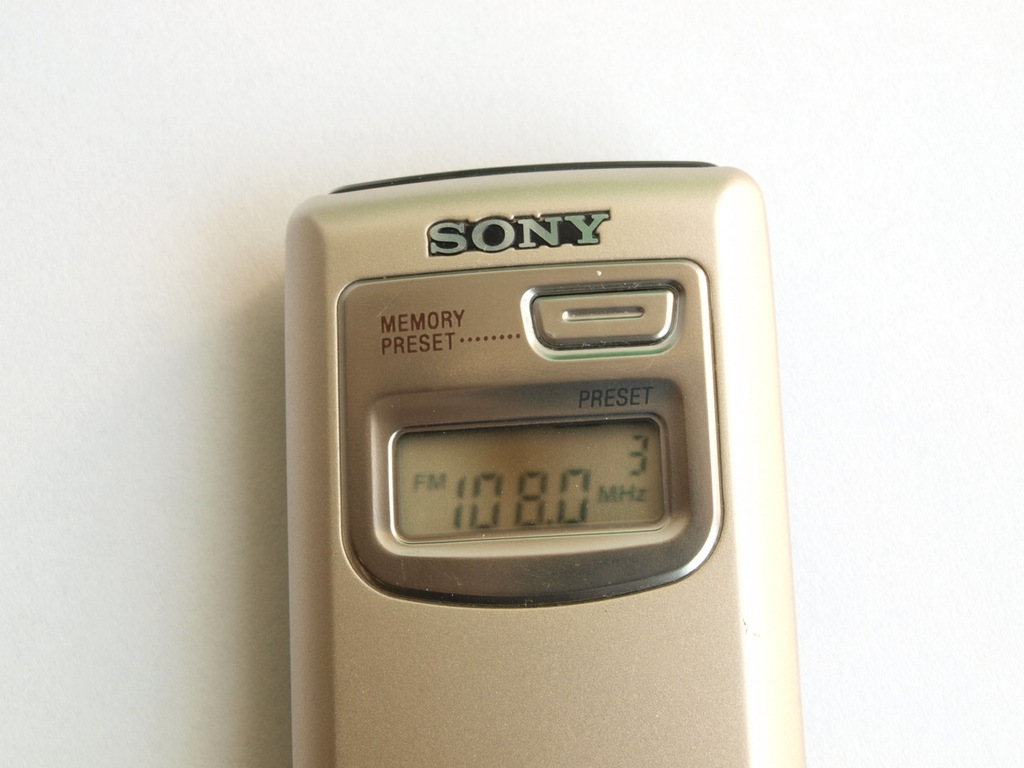 SONY
MEMORY
PRESET
PRESET
3
FM 108.0 MHz